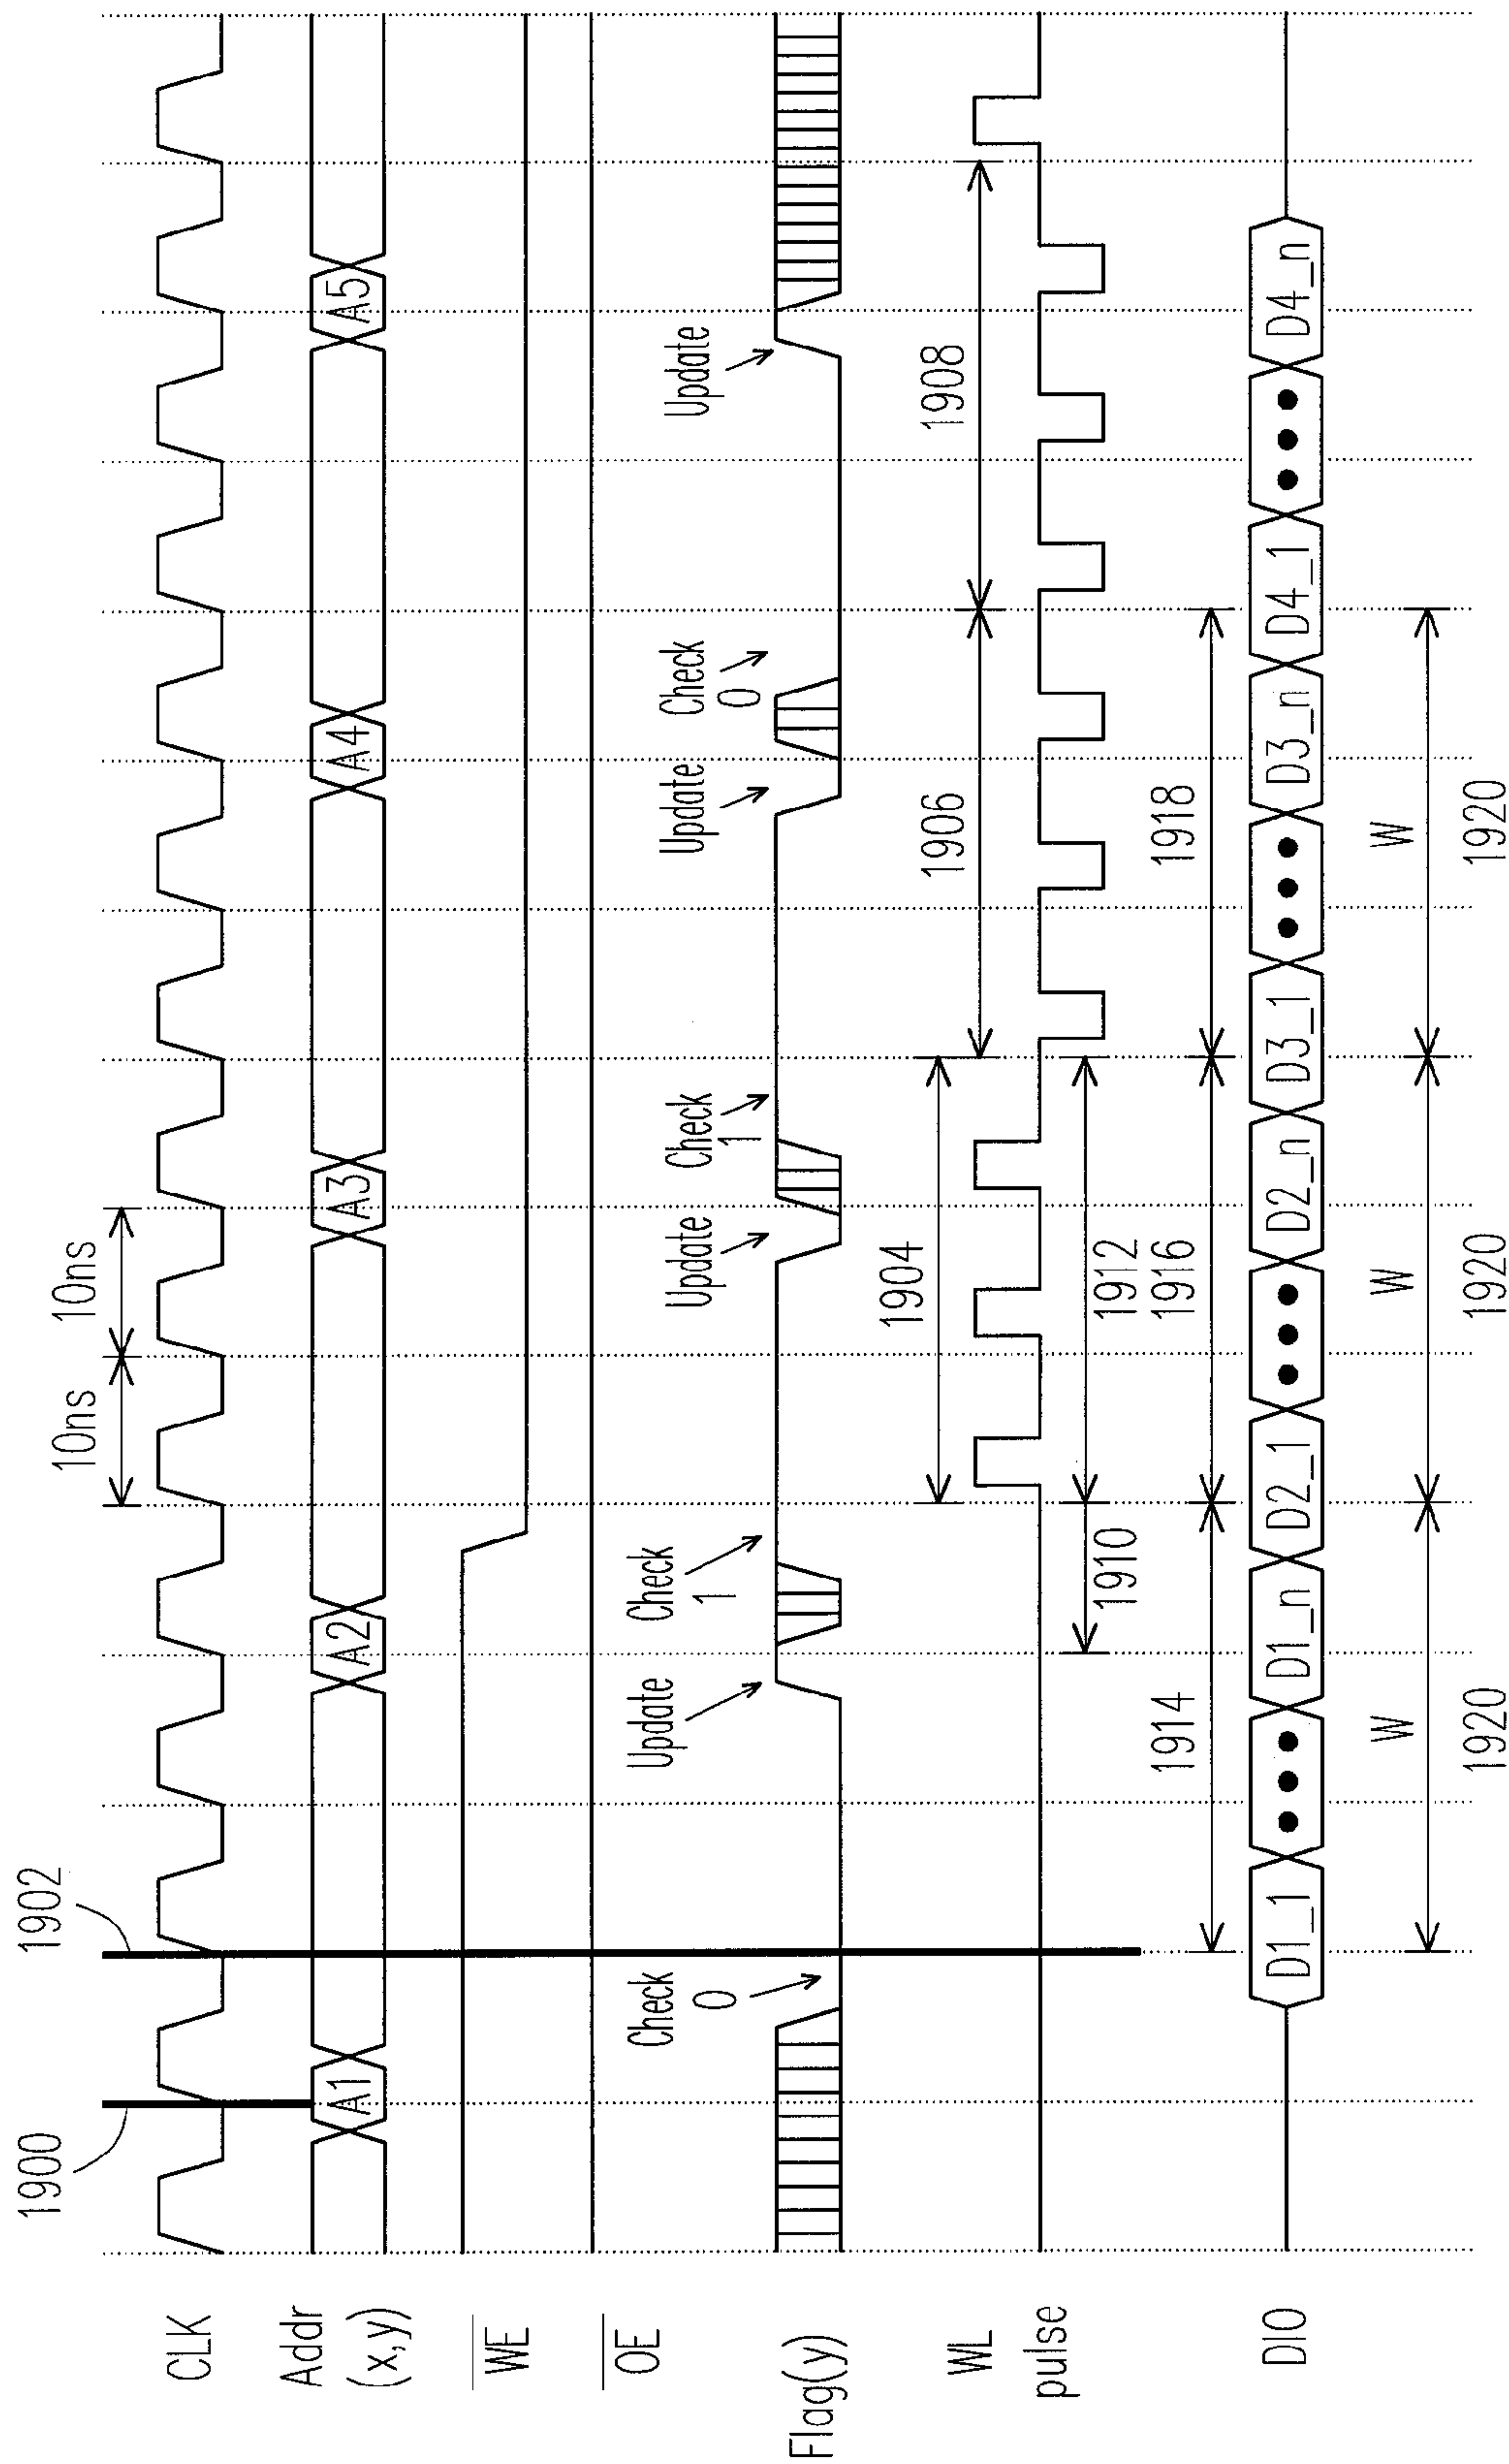 1900
1902
10ns
10ns
CLK
Addr
(x,y)
A1
A2
A3
A4
A5
WE
OE
Flag(y)
Check
0
Update
Check
1
Update
Check
1
Update
Check
0
Update
WL
pulse
1904
1906
1908
1910
1912
1914
1916
1918
DIO
D1_1
D1_n
D2_1
D2_n
D3_1
D3_n
D4_1
D4_n
W
W
W
1920
1920
1920